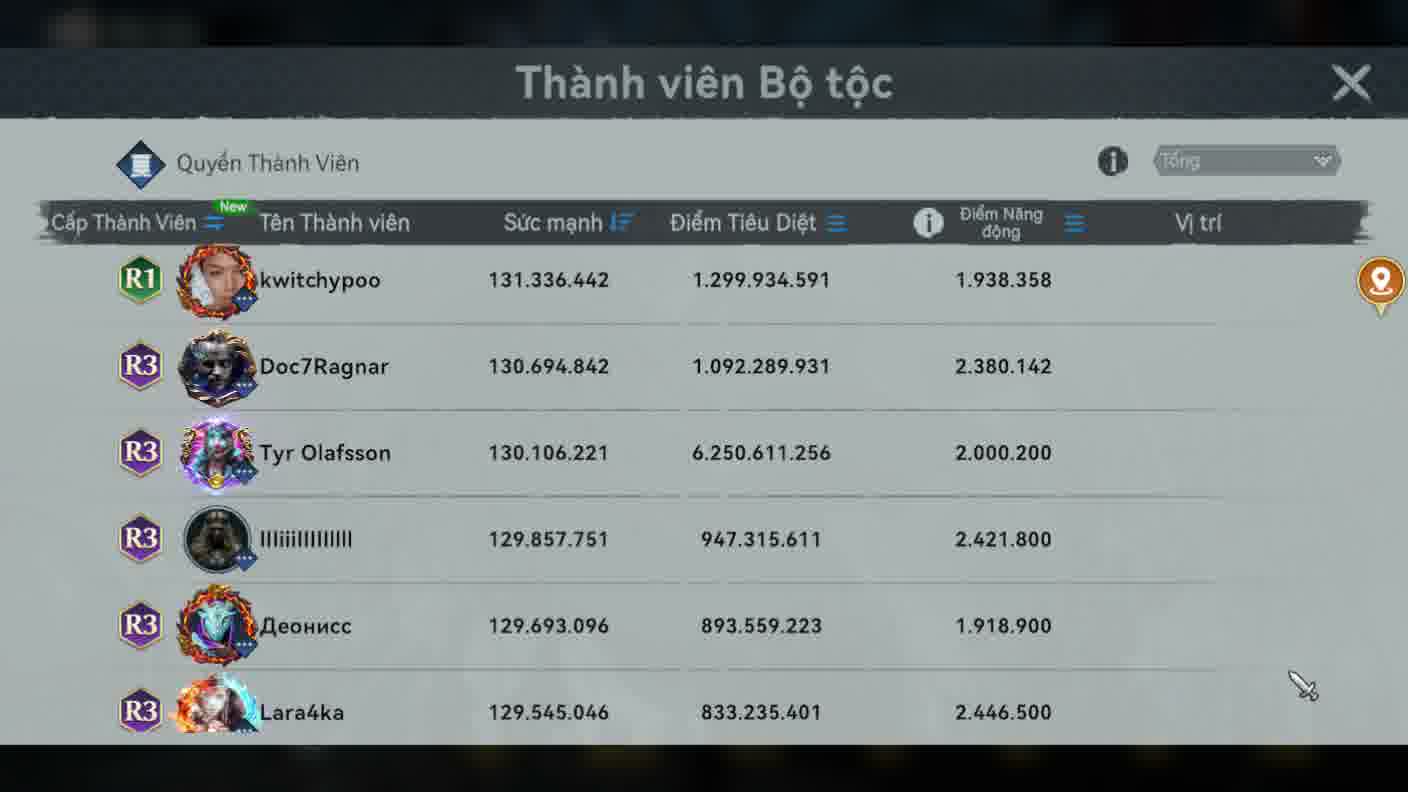 Thành viên Bộ tộc
Quyền Thành Viên
Tổng
Cấp Thành Viên New Tên Thành viên Sức mạnh Điểm Tiêu Diệt Điểm Năng động Vị trí
R1 kwitchypoo 131.336.442 1.299.934.591 1.938.358
R3 Doc7Ragnar 130.694.842 1.092.289.931 2.380.142
R3 Tyr Olafsson 130.106.221 6.250.611.256 2.000.200
R3 129.857.751 947.315.611 2.421.800
R3 Деонисс 129.693.096 893.559.223 1.918.900
R3 Lara4ka 129.545.046 833.235.401 2.446.500